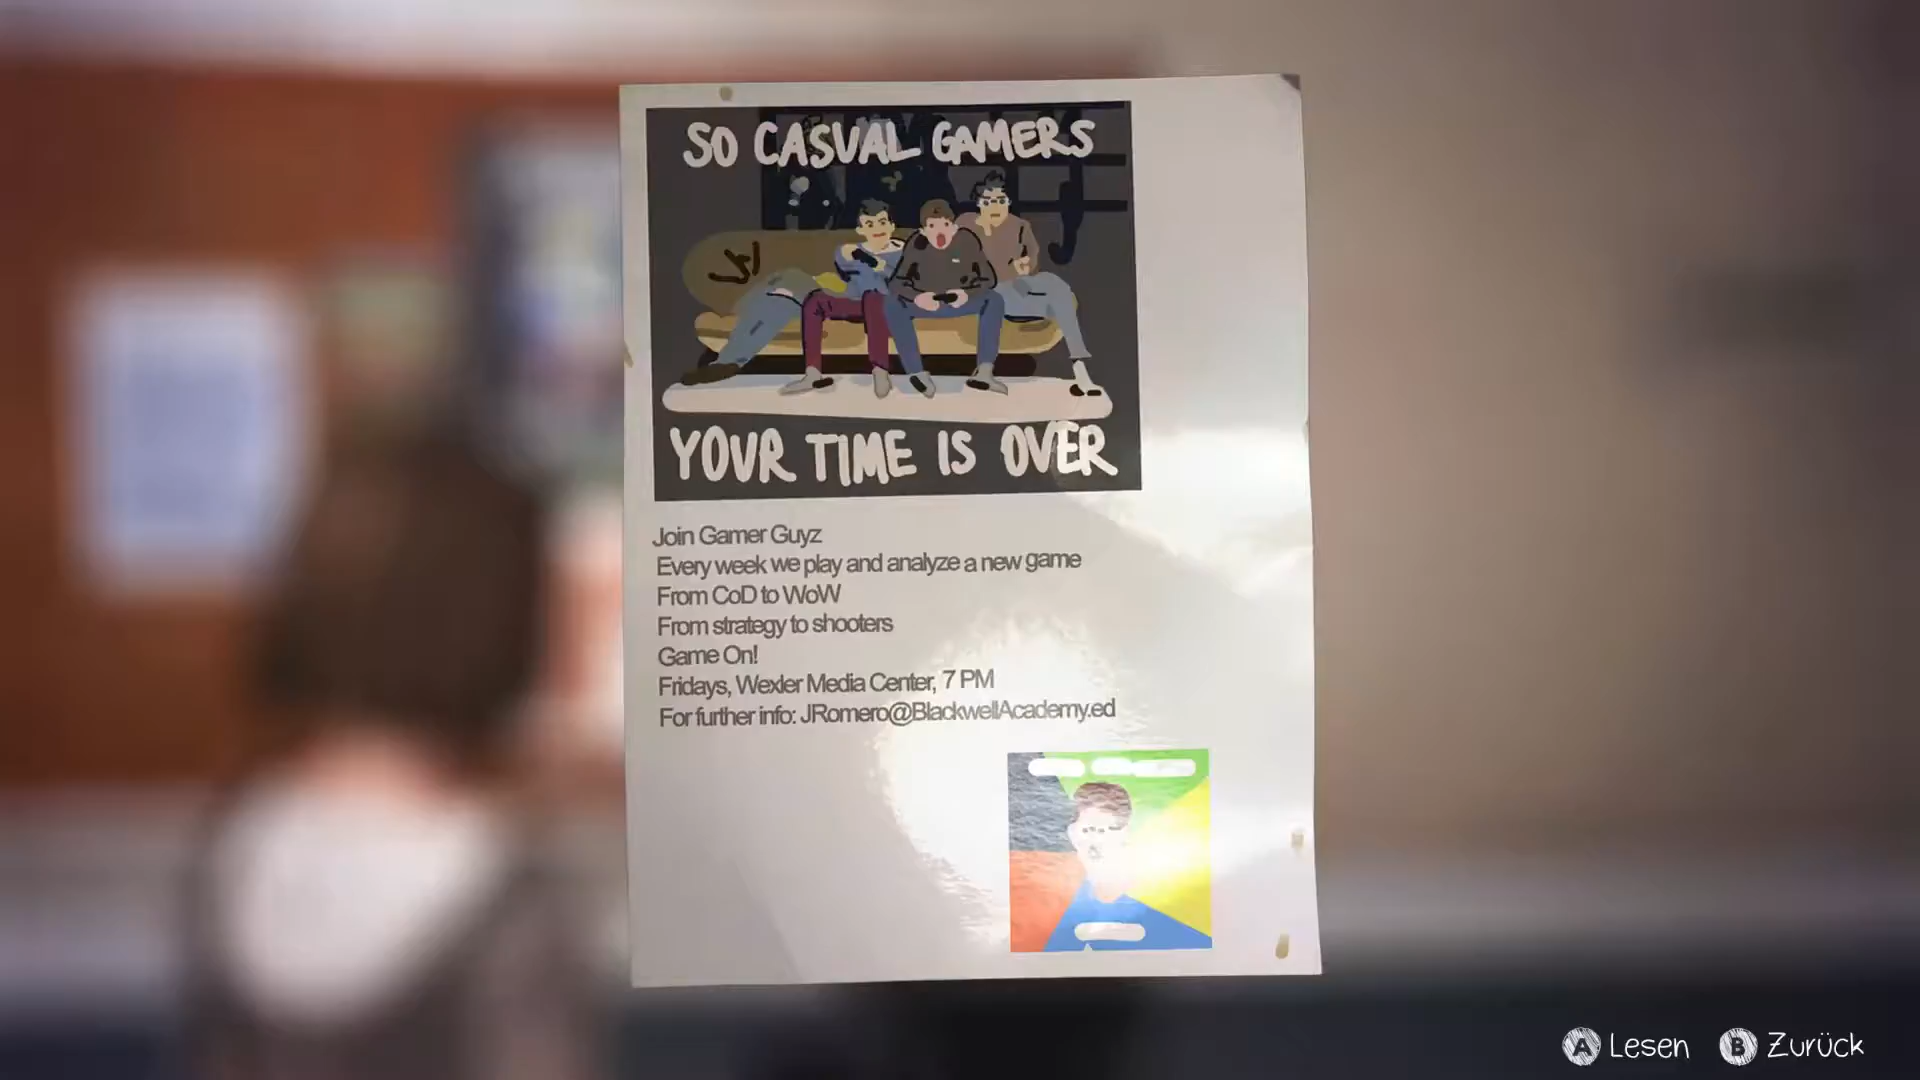 SO CASUAL GAMERS
YOUR TIME IS OVER
Join Gamer Guyz
Every week we play and analyze a new game
From CoD to WoW
From strategy to shooters
Game On!
Fridays, Wexler Media Center, 7 PM
For further info: JRomero@BlackwellAcademy.ed
A Lesen B Zurück